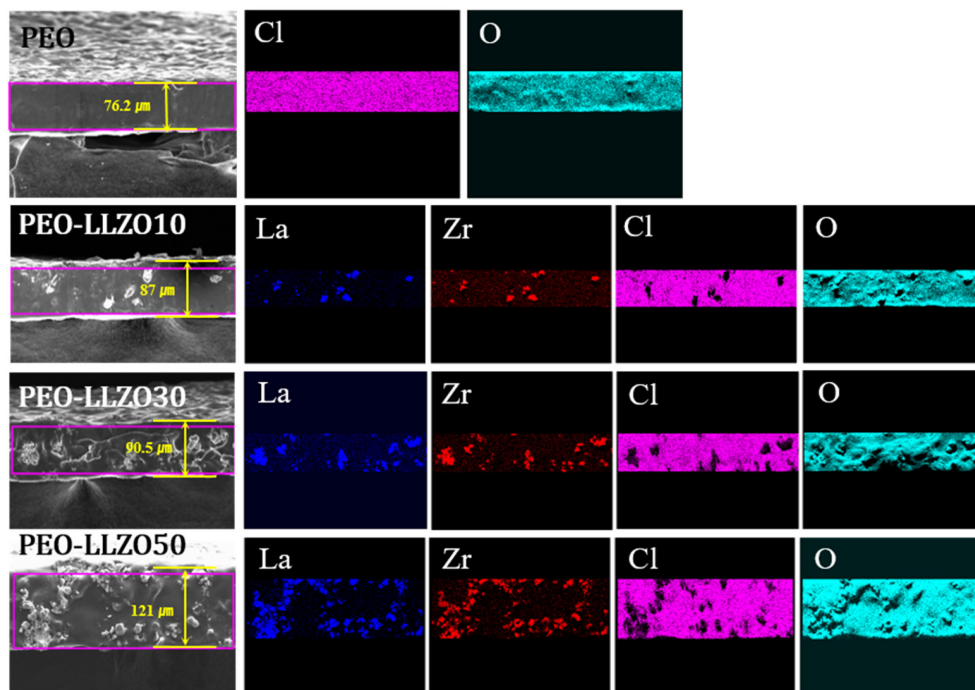 PEO Cl O
76.2 ㎛
PEO-LLZO10 La Zr Cl O
87 ㎛
PEO-LLZO30 La Zr Cl O
90.5 ㎛
PEO-LLZO50 La Zr Cl O
121 ㎛